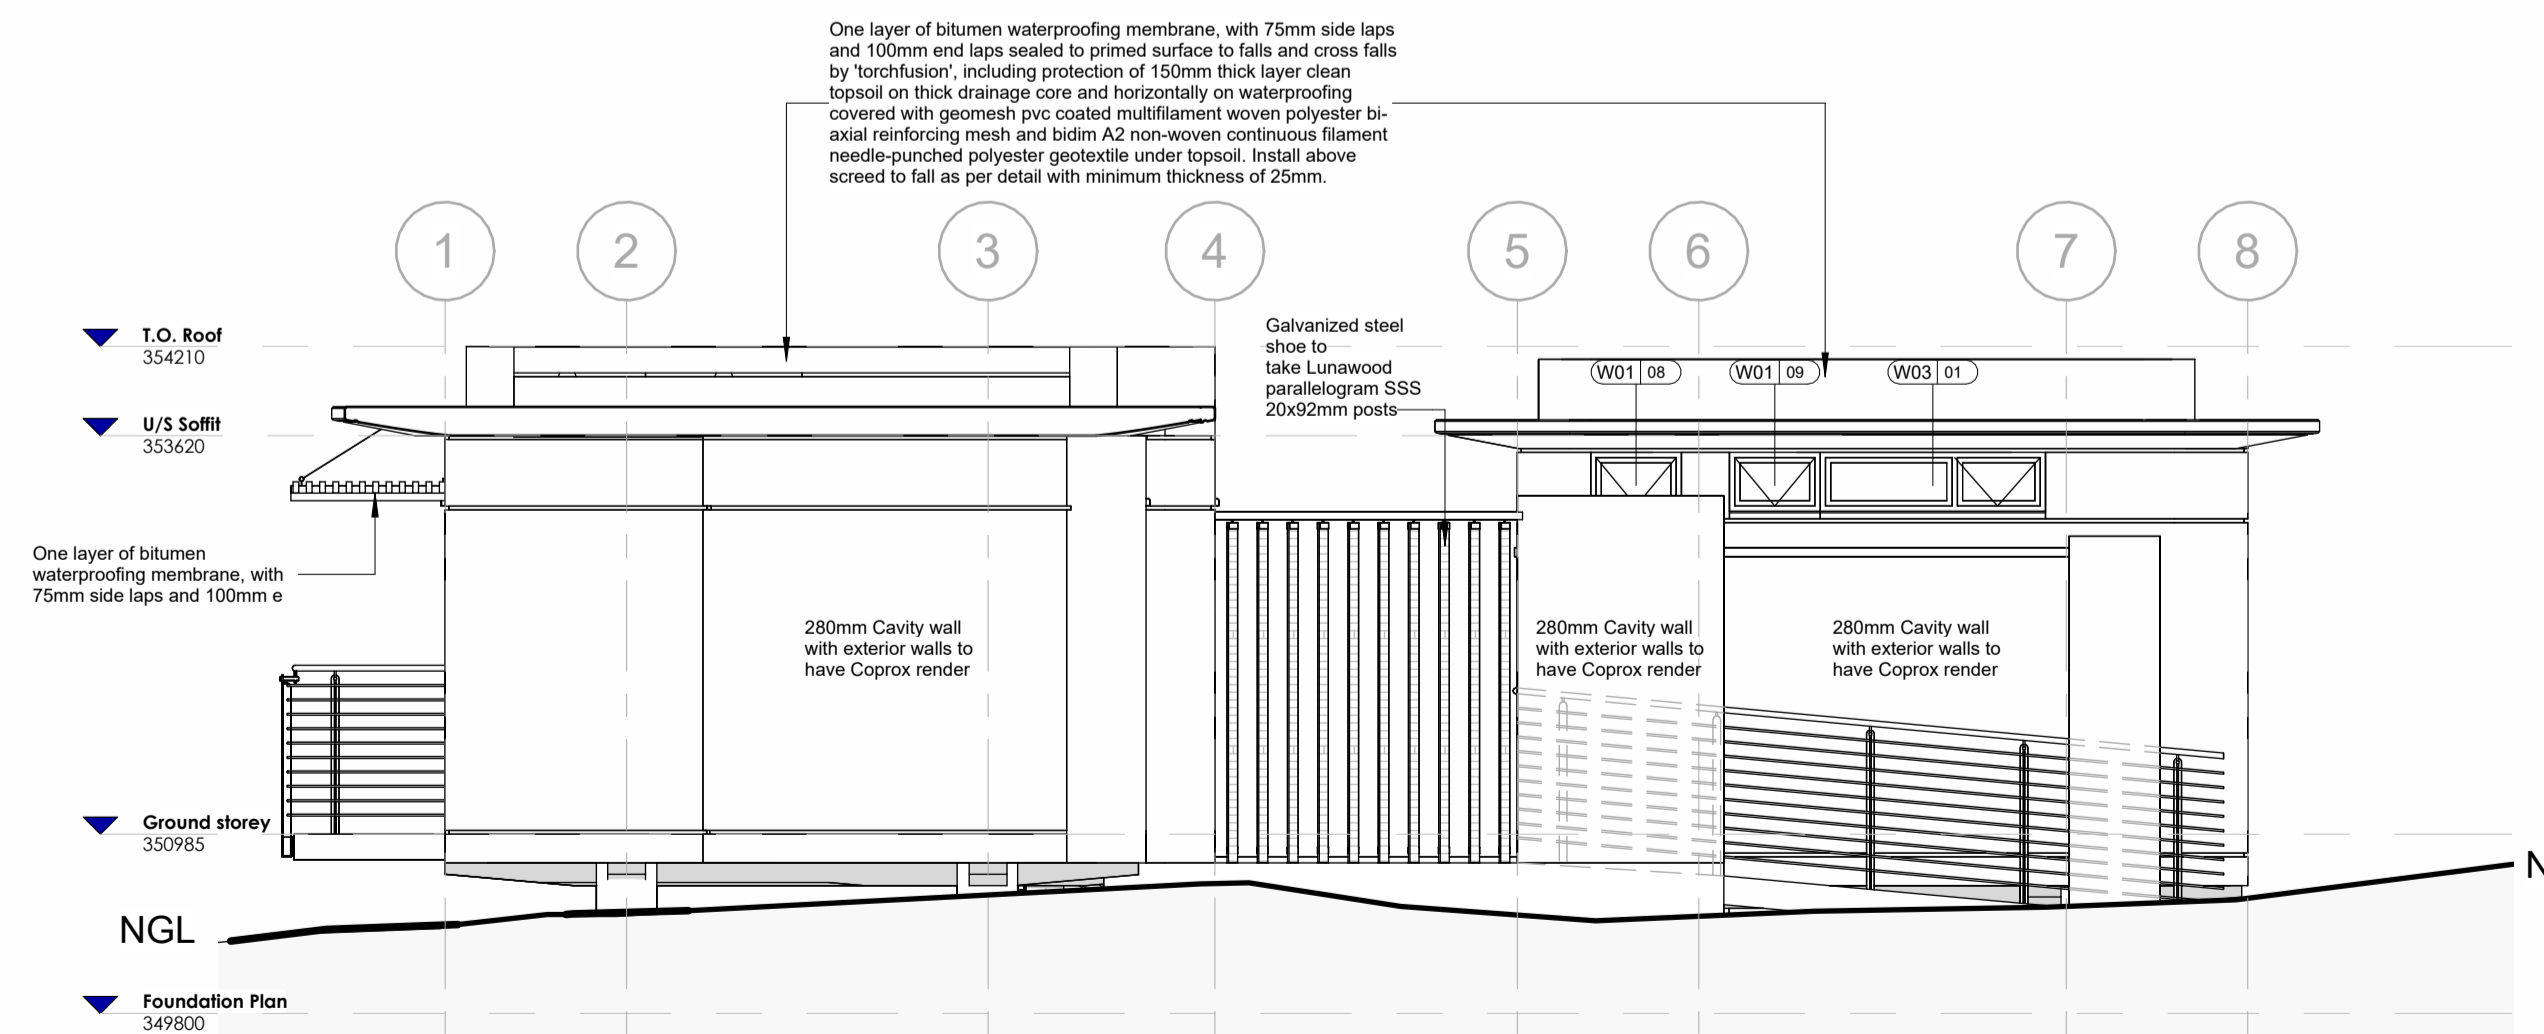 One layer of bitumen waterproofing membrane, with 75mm side laps
and 100mm end laps sealed to primed surface to falls and cross falls
by 'torchfusion', including protection of 150mm thick layer clean
topsoil on thick drainage core and horizontally on waterproofing
covered with geomesh pvc coated multifilament woven polyester bi-
axial reinforcing mesh and bidim A2 non-woven continuous filament
needle-punched polyester geotextile under topsoil. Install above
screed to fall as per detail with minimum thickness of 25mm.
1
2
3
4
5
6
7
8
T.O. Roof
354210
Galvanized steel
shoe to
take Lunawood
parallelogram SSS
20x92mm posts
W01 08
W01 09
W03 01
U/S Soffit
353620
One layer of bitumen
waterproofing membrane, with
75mm side laps and 100mm e
280mm Cavity wall
with exterior walls to
have Coprox render
280mm Cavity wall
with exterior walls to
have Coprox render
280mm Cavity wall
with exterior walls to
have Coprox render
Ground storey
350985
NGL
Foundation Plan
349800